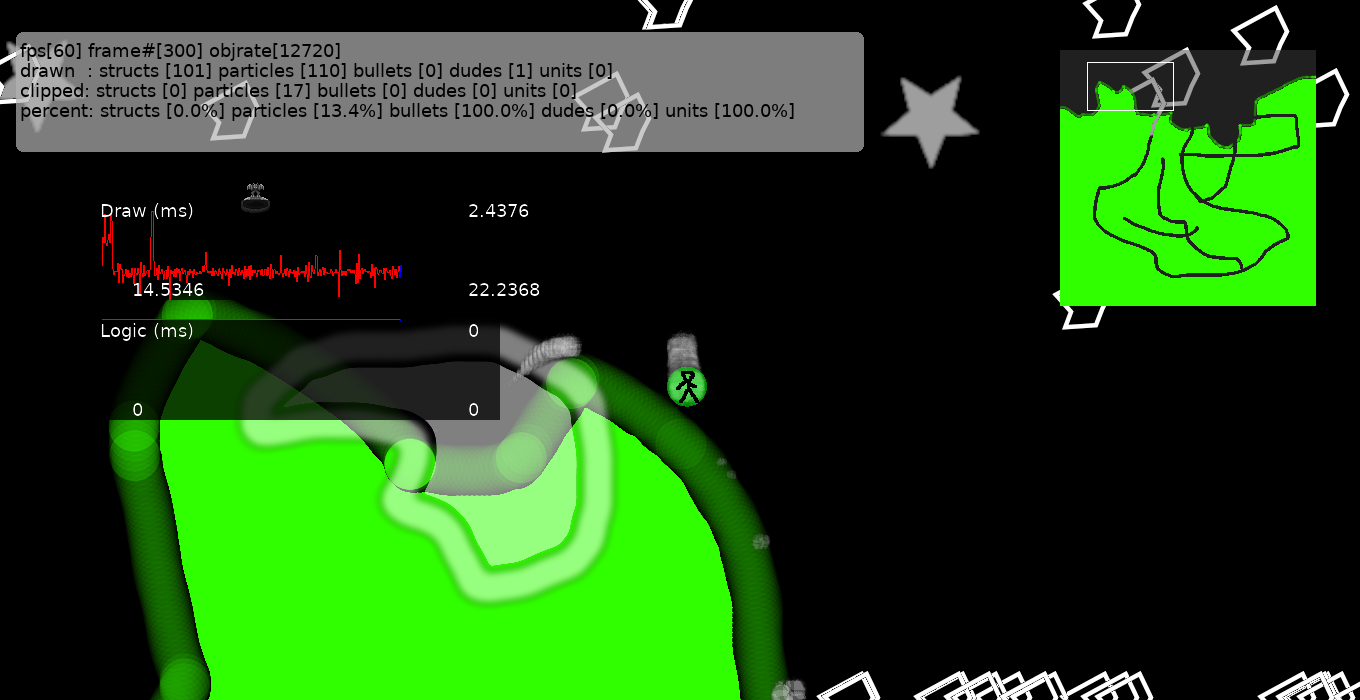 fps[60] frame#[300] objrate[12720]
drawn  : structs [101] particles [110] bullets [0] dudes [1] units [0]
clipped: structs [0] particles [17] bullets [0] dudes [0] units [0]
percent: structs [0.0%] particles [13.4%] bullets [100.0%] dudes [0.0%] units [100.0%]
Draw (ms) 2.4376
14.5346 22.2368
Logic (ms) 0
0 0